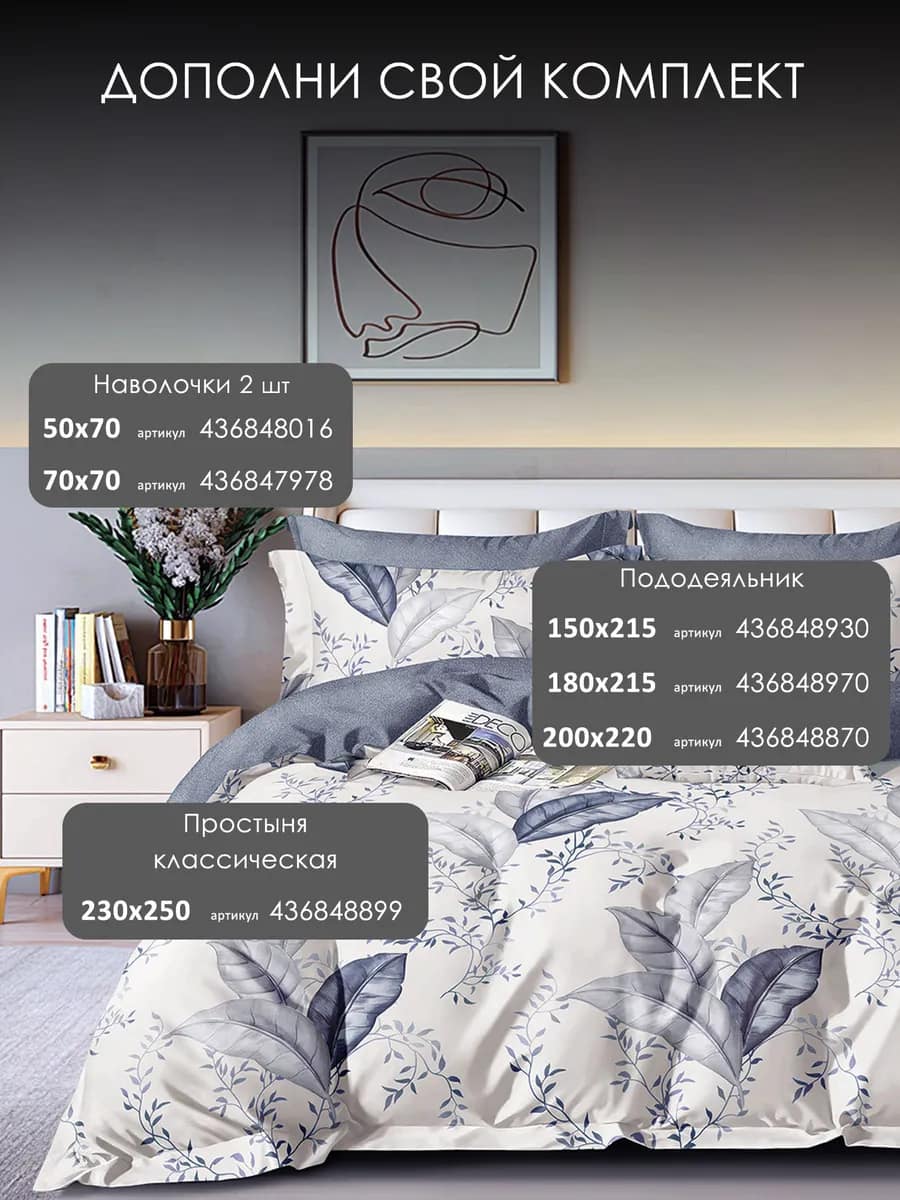 ДОПОЛНИ СВОЙ КОМПЛЕКТ
Наволочки 2 шт
50x70 артикул 436848016
70x70 артикул 436847978
Пододеяльник
150x215 артикул 436848930
180x215 артикул 436848970
200x220 артикул 436848870
DECO
Простыня
классическая
230x250 артикул 436848899